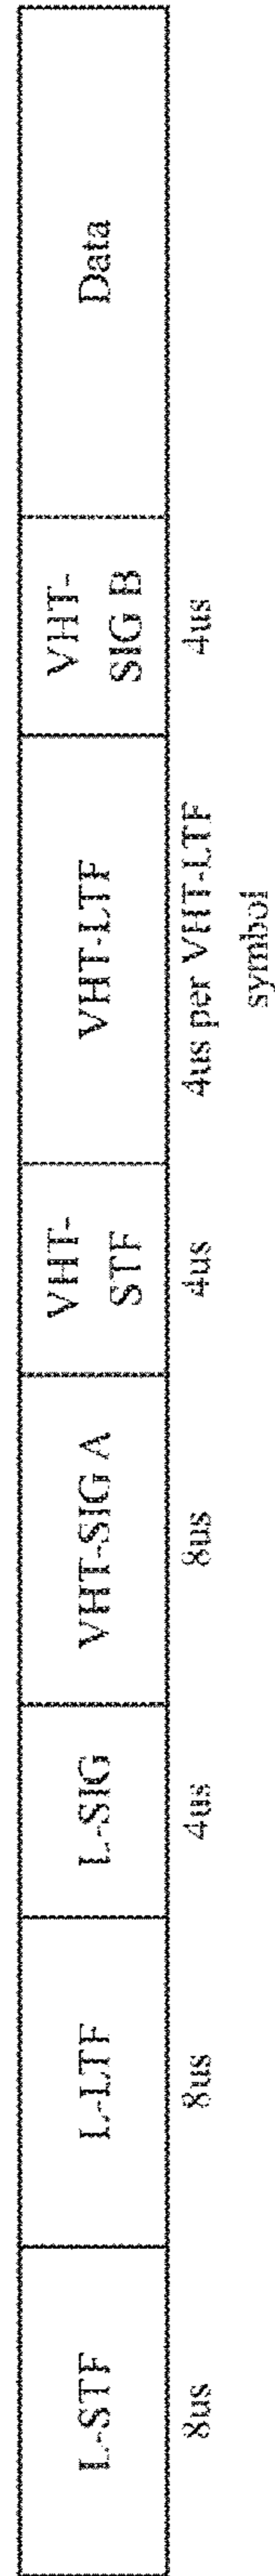 L-STF
L-LTF
L-SIG
VHT-SIG A
VHT-
STF
VHT-LTF
VHT-
SIG B
Data
8us
8us
4us
8µs
4us
4us per VHT-LTF
symbol
4us